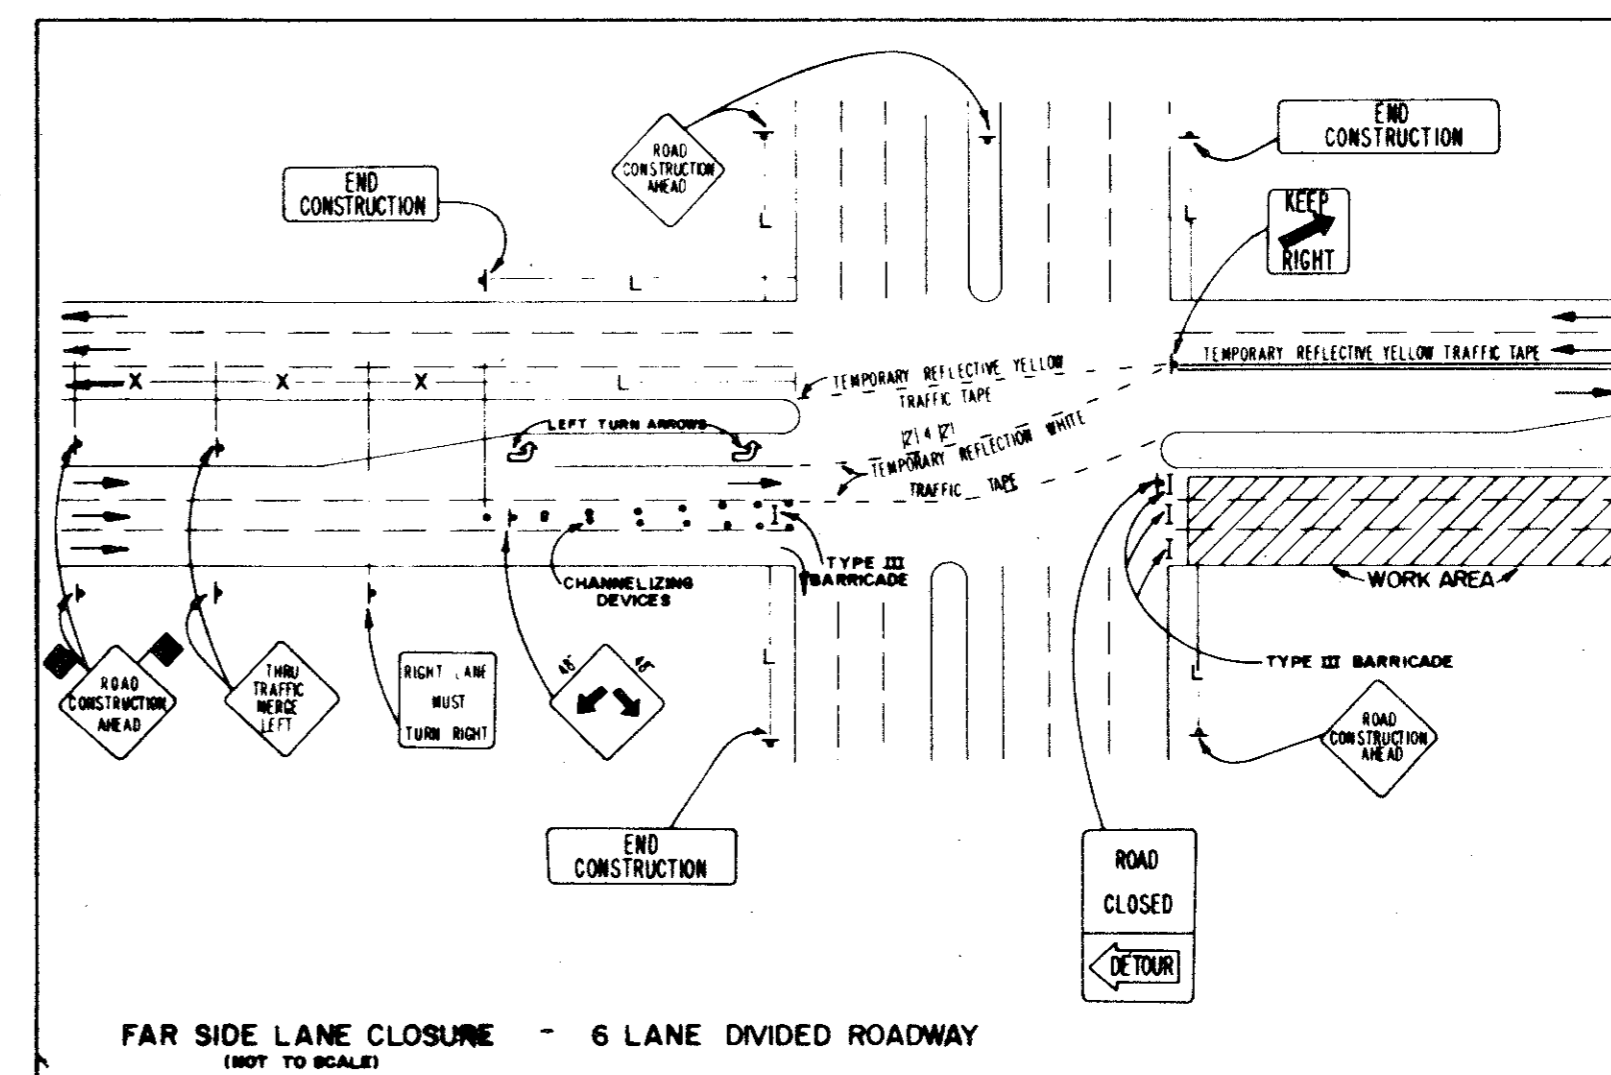 END
CONSTRUCTION
ROAD
CONSTRUCTION
AHEAD
END
CONSTRUCTION
KEEP
RIGHT
L
L
L
TEMPORARY REFLECTIVE YELLOW TRAFFIC TAPE
X
X
X
L
TEMPORARY REFLECTIVE YELLOW
TRAFFIC TAPE
LEFT TURN ARROWS
TEMPORARY REFLECTION WHITE
TRAFFIC TAPE
TYPE III
BARRICADE
CHANNELIZING
DEVICES
WORK AREA
TYPE III BARRICADE
L
L
ROAD
CONSTRUCTION
AHEAD
THRU
TRAFFIC
MERGE
LEFT
RIGHT LANE
MUST
TURN RIGHT
48"
48"
ROAD
CONSTRUCTION
AHEAD
END
CONSTRUCTION
ROAD
CLOSED
DETOUR
FAR SIDE LANE CLOSURE - 6 LANE DIVIDED ROADWAY
(NOT TO SCALE)